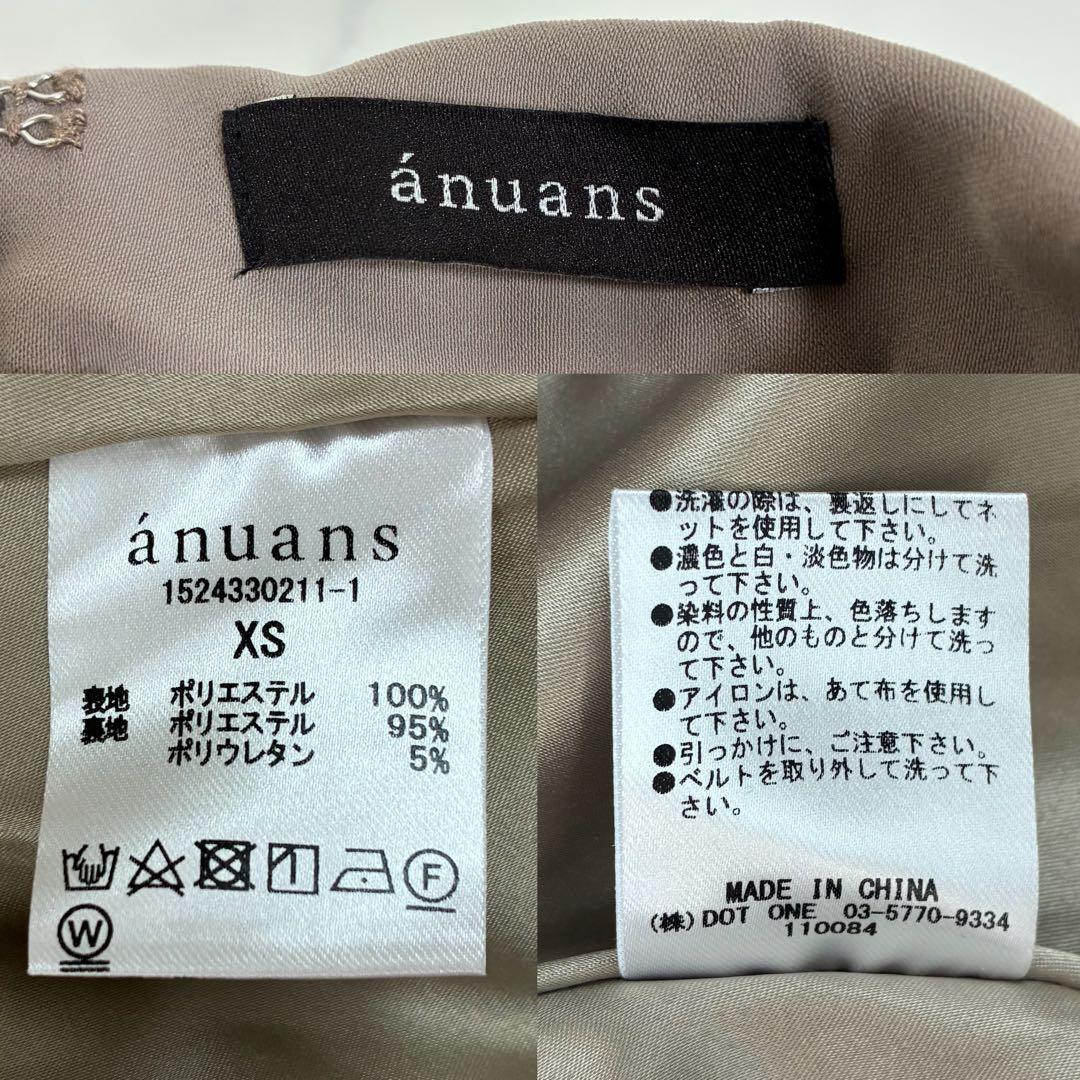 ánuans
ánuans
1524330211-1
XS
表地 ポリエステル 100%
裏地 ポリエステル 95%
ポリウレタン 5%
F
W
●洗濯の際は、裏返しにしてネ
ットを使用して下さい。
●濃色と白・淡色物は分けて洗
って下さい。
●染料の性質上、色落ちします
ので、他のものと分けて洗っ
て下さい。
●アイロンは、あて布を使用し
て下さい。
●引っかけに、ご注意下さい。
●ベルトを取り外して洗って下
さい。
MADE IN CHINA
(株)DOT ONE 03-5770-9334
110084